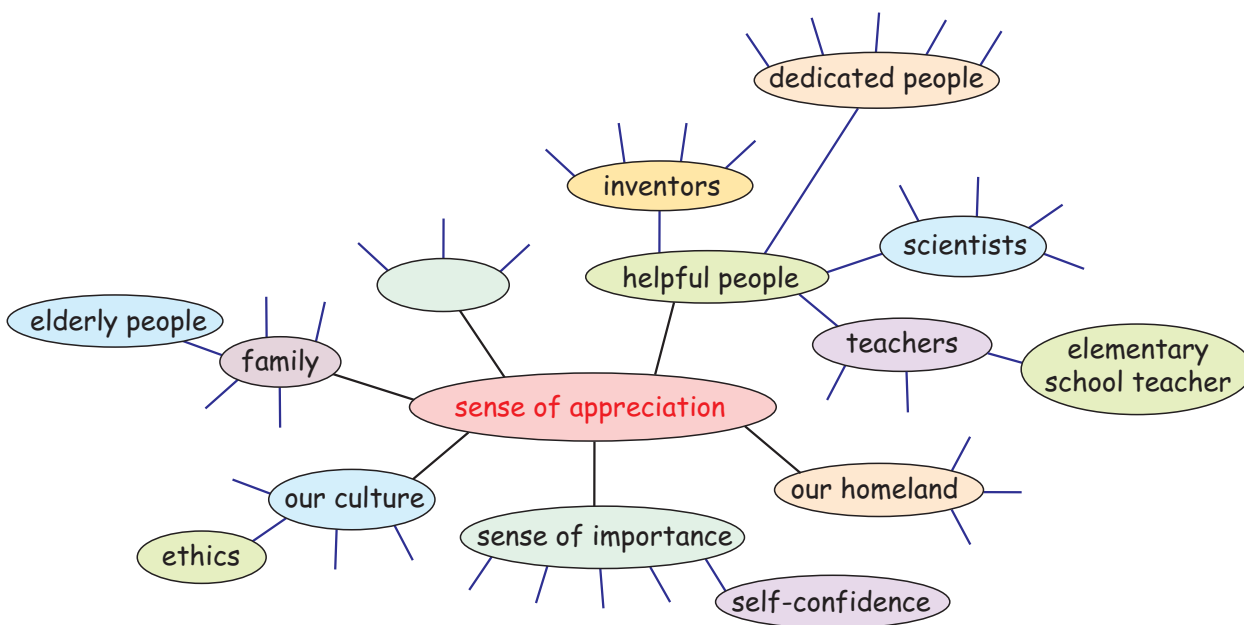 dedicated people
inventors
scientists
helpful people
elderly people
family
teachers
elementary
school teacher
sense of appreciation
our culture
our homeland
sense of importance
ethics
self-confidence